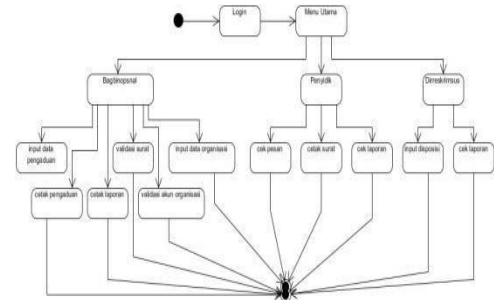 Login
Menu Utama
Bagbinopsnal
Penyidik
Dirreskrimsus
input data
pengaduan
validasi surat
input data organisasi
cek pesan
cetak surat
cek laporan
input disposisi
cek laporan
cetak pengaduan
cetak laporan
validasi akun organisasi